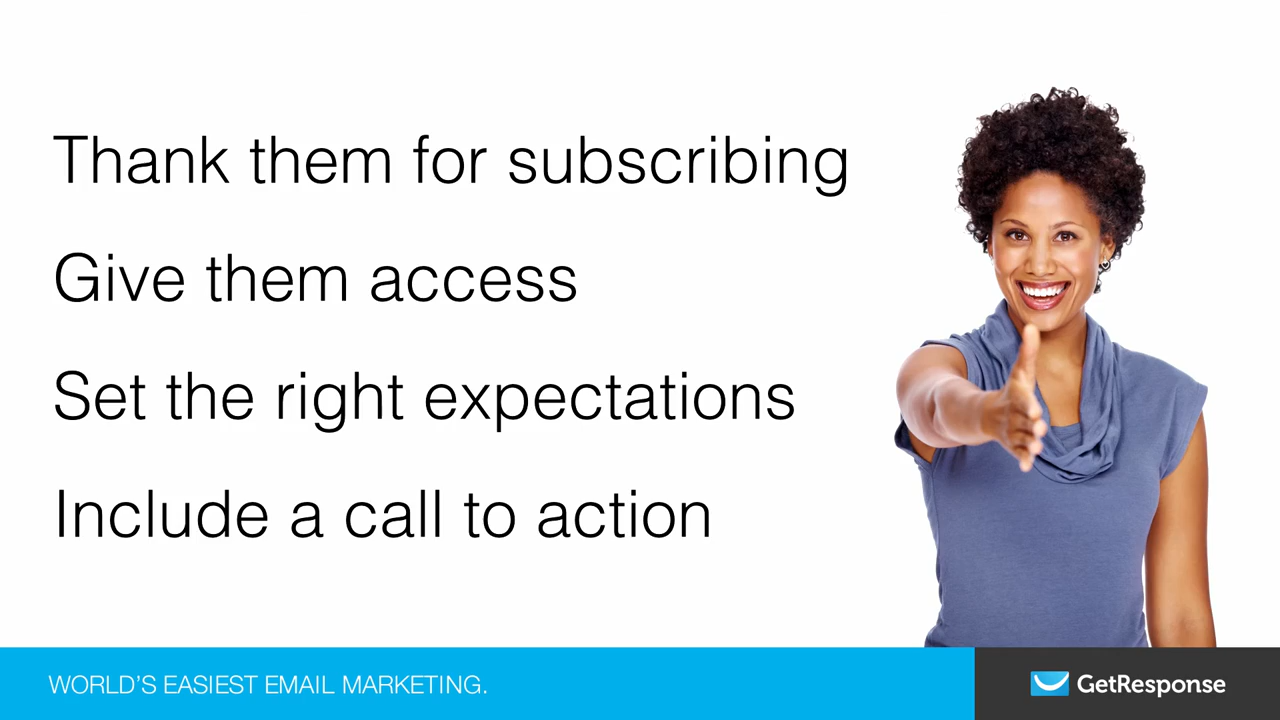 Thank them for subscribing
Give them access
Set the right expectations
Include a call to action
WORLD'S EASIEST EMAIL MARKETING.
GetResponse